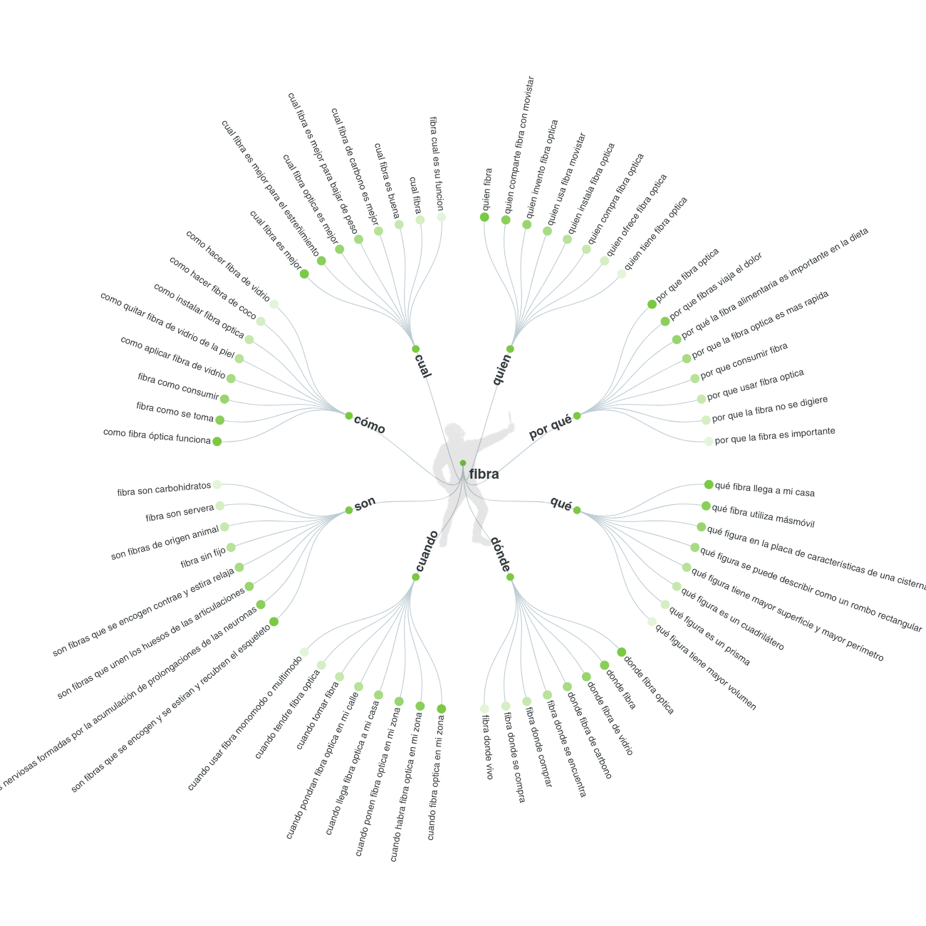 fibra
quien
quien fibra
quien comparte fibra con movistar
quien invento fibra optica
quien usa fibra movistar
quien instala fibra optica
quien compra fibra optica
quien ofrece fibra optica
quien tiene fibra optica
por qué
por que fibra optica
por que fibras viaja el dolor
por qué la fibra alimentaria es importante en la dieta
por que la fibra optica es mas rapida
por que consumir fibra
por que usar fibra optica
por que la fibra no se digiere
por que la fibra es importante
qué
qué fibra llega a mi casa
qué fibra utiliza másmóvil
qué figura en la placa de características de una cisterna
qué figura se puede describir como un rombo rectangular
qué figura tiene mayor superficie y mayor perímetro
qué figura es un cuadrilátero
qué figura es un prisma
qué figura tiene mayor volumen
dónde
donde fibra optica
donde fibra
donde fibra de vidrio
donde fibra de carbono
fibra donde se encuentra
fibra donde comprar
fibra donde se compra
fibra donde vivo
cuando
cuando fibra optica en mi zona
cuando habra fibra optica en mi zona
cuando ponen fibra optica en mi zona
cuando llega fibra optica a mi casa
cuando pondran fibra optica en mi calle
cuando tomar fibra
cuando tendre fibra optica
cuando usar fibra monomodo o multimodo
son
son fibras que se encogen y se estiran y recubren el esqueleto
nerviosas formadas por la acumulación de prolongaciones de las neuronas
son fibras que unen los huesos de las articulaciones
son fibras que se encogen contrae y estira relaja
fibra sin fijo
son fibras de origen animal
fibra son servera
fibra son carbohidratos
cómo
como fibra óptica funciona
fibra como se toma
fibra como consumir
como aplicar fibra de vidrio
como quitar fibra de vidrio de la piel
como instalar fibra optica
como hacer fibra de coco
como hacer fibra de vidrio
cual
cual fibra es mejor
cual fibra es mejor para el estreñimiento
cual fibra optica es mejor
cual fibra es mejor para bajar de peso
cual fibra de carbono es mejor
cual fibra es buena
cual fibra
fibra cual es su funcion